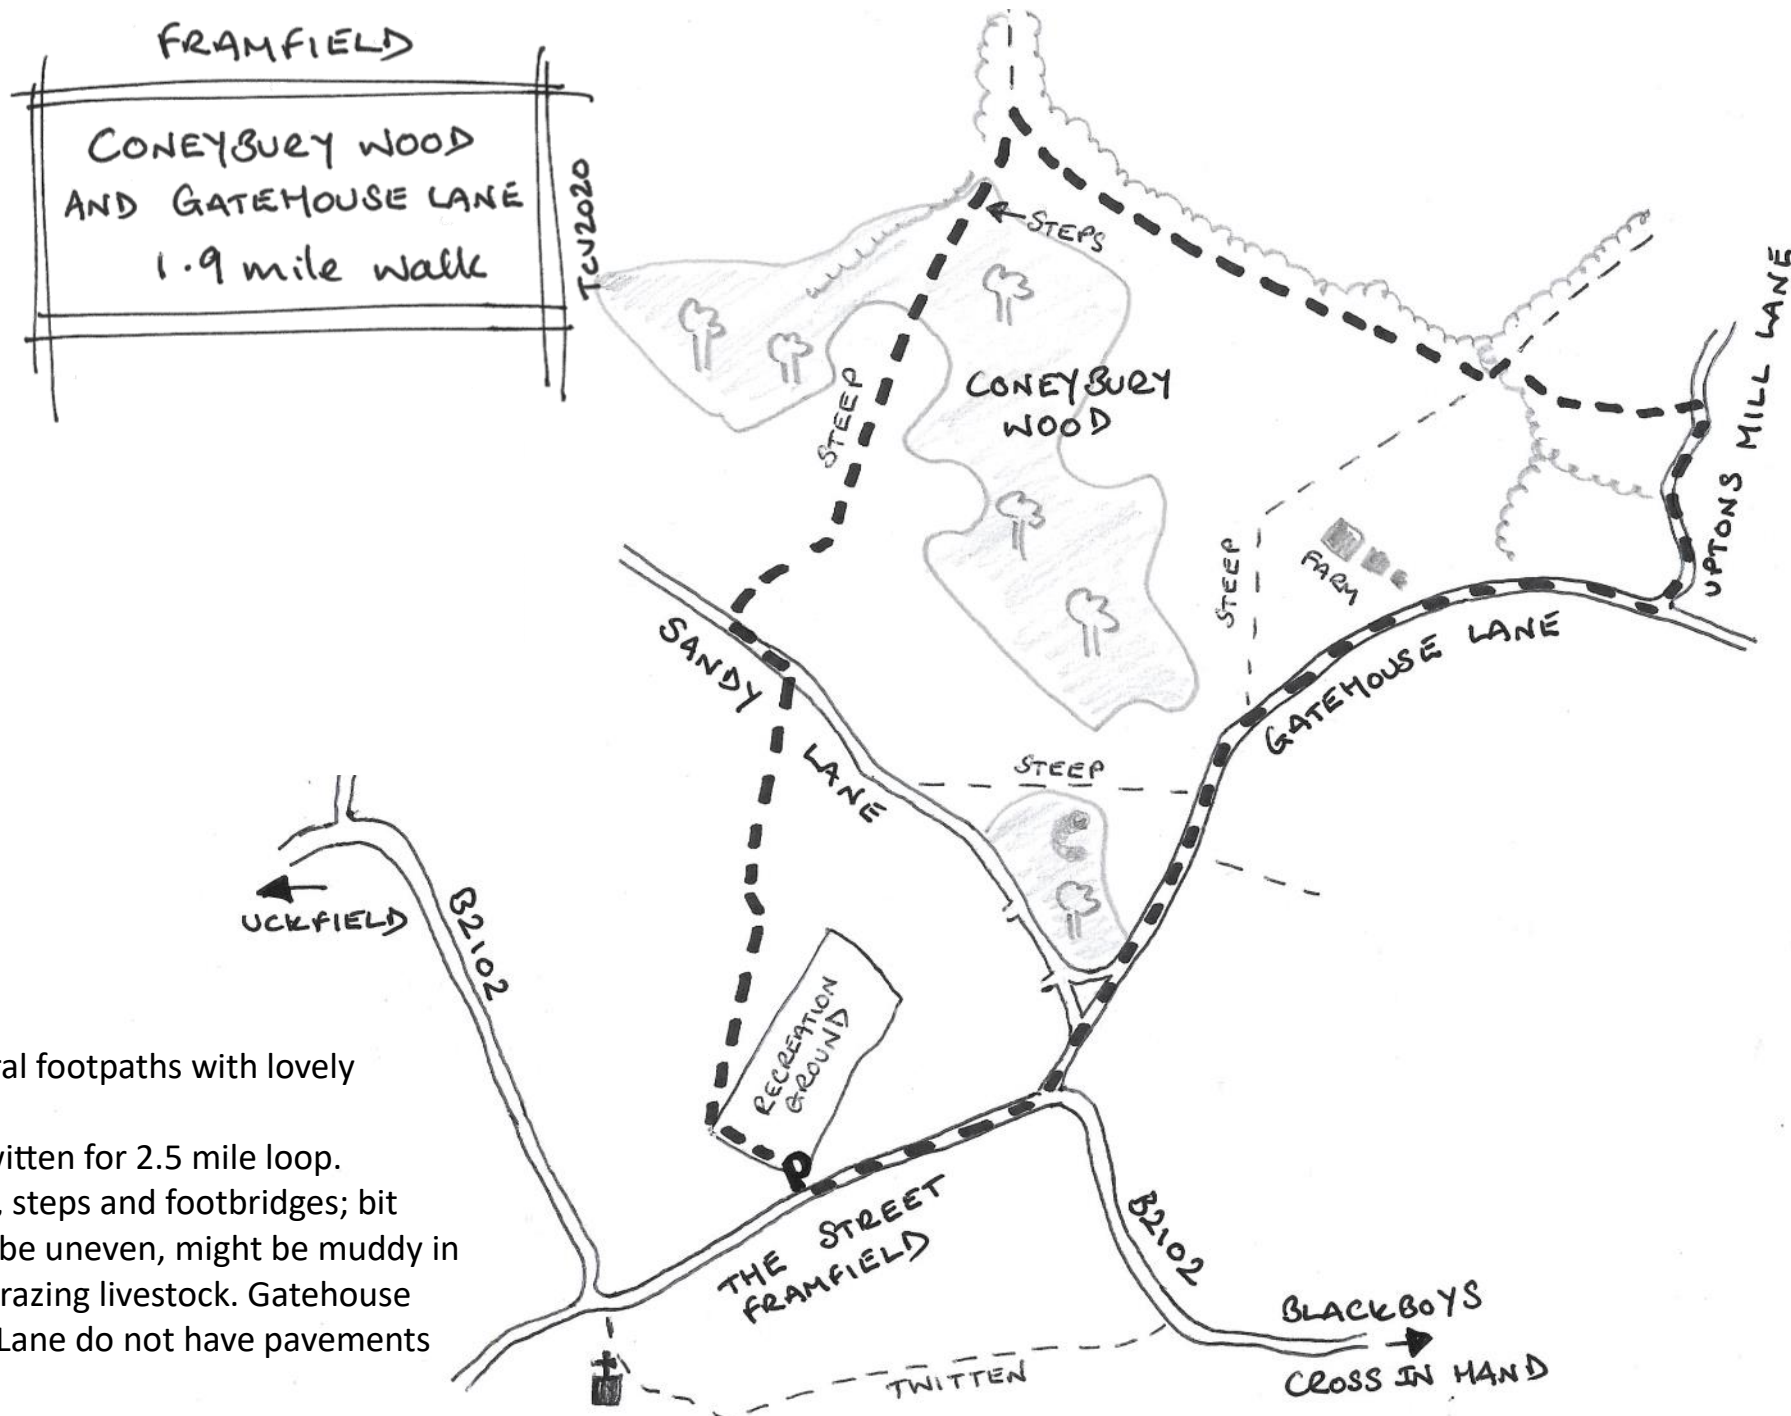 FRAMFIELD
CONEYBURY WOOD
AND GATEHOUSE LANE
1.9 mile walk
TCV2020
STEPS
STEEP
CONEYBURY
WOOD
UPTONS MILL LANE
STEEP
FARM
GATEHOUSE LANE
SANDY LANE
STEEP
UCKFIELD
B2102
RECREATION
GROUND
P
THE STREET
FRAMFIELD
B2102
BLACKBOYS
CROSS IN HAND
TWITTEN
ral footpaths with lovely
vitten for 2.5 mile loop.
, steps and footbridges; bit
be uneven, might be muddy in
razing livestock. Gatehouse
Lane do not have pavements